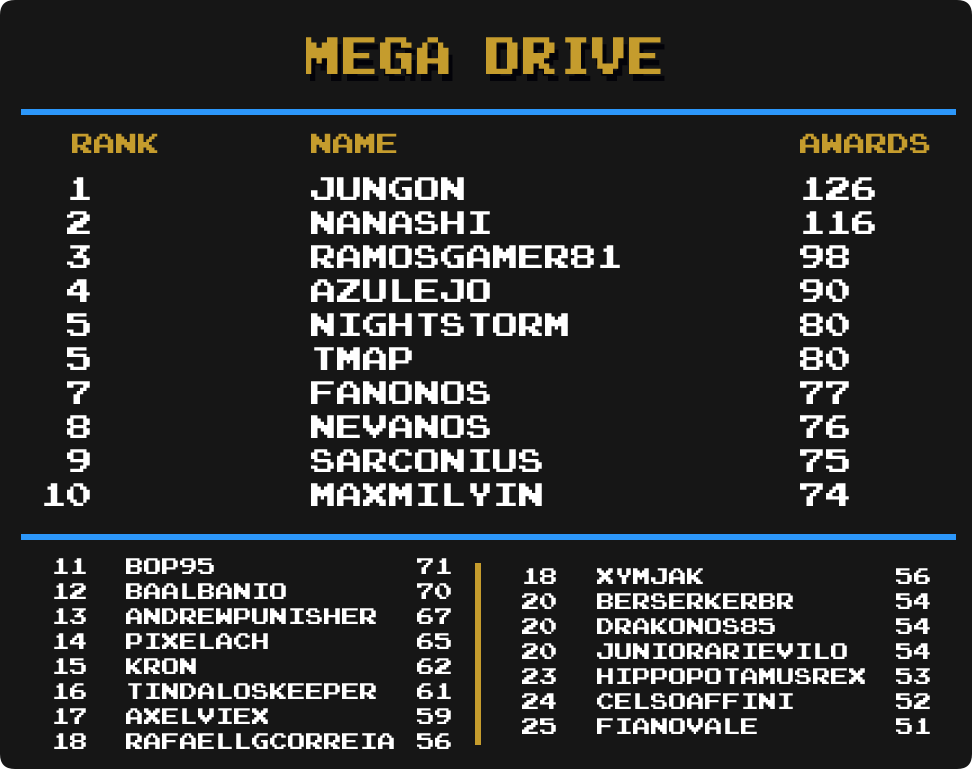 MEGA DRIVE
RANK NAME AWARDS
1 JUNGON 126
2 NANASHI 116
3 RAMOSGAMER81 98
4 AZULEJO 90
5 NIGHTSTORM 80
5 TMAP 80
7 FANONOS 77
8 NEVANOS 76
9 SARCONIUS 75
10 MAXMILYIN 74
11 BOP95 71
12 BAALBANIO 70
13 ANDREWPUNISHER 67
14 PIXELACH 65
15 KRON 62
16 TINDALOSKEEPER 61
17 AXELVIEX 59
18 RAFAELLGCORREIA 56
18 XYMJAK 56
20 BERSERKERBR 54
20 DRAKONOS85 54
20 JUNIORARIEVILO 54
23 HIPPOPOTAMUSREX 53
24 CELSOAFFINI 52
25 FIANOVALE 51